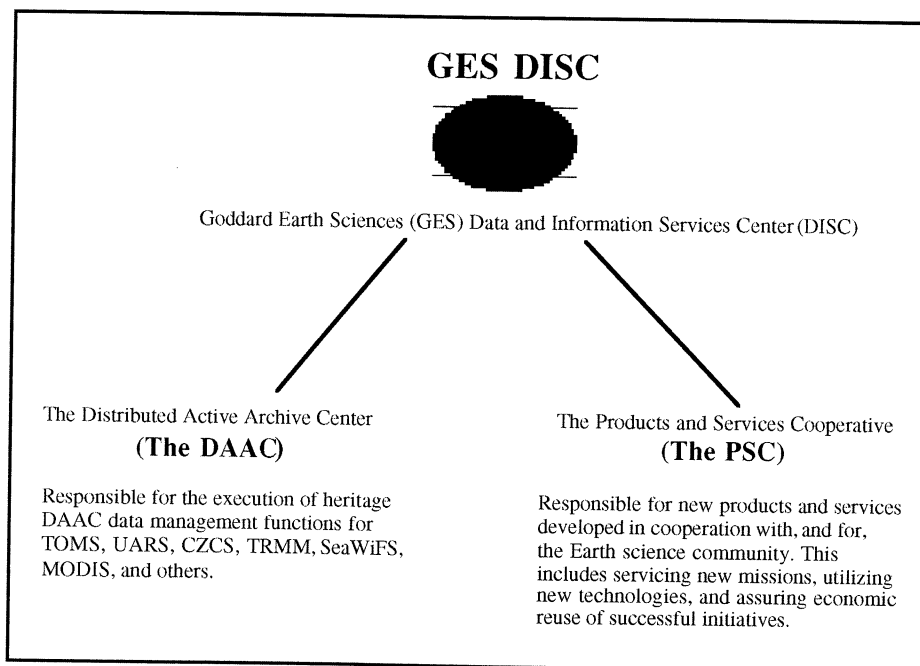 GES DISC
Goddard Earth Sciences (GES) Data and Information Services Center (DISC)
The Distributed Active Archive Center
(The DAAC)
Responsible for the execution of heritage
DAAC data management functions for
TOMS, UARS, CZCS, TRMM, SeaWiFS,
MODIS, and others.
The Products and Services Cooperative
(The PSC)
Responsible for new products and services
developed in cooperation with, and for,
the Earth science community. This
includes servicing new missions, utilizing
new technologies, and assuring economic
reuse of successful initiatives.